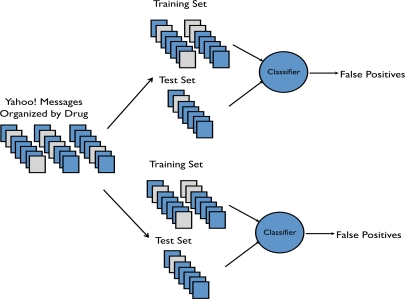 Training Set
Test Set
Classifier
False Positives
Yahoo! Messages
Organized by Drug
Training Set
Test Set
Classifier
False Positives